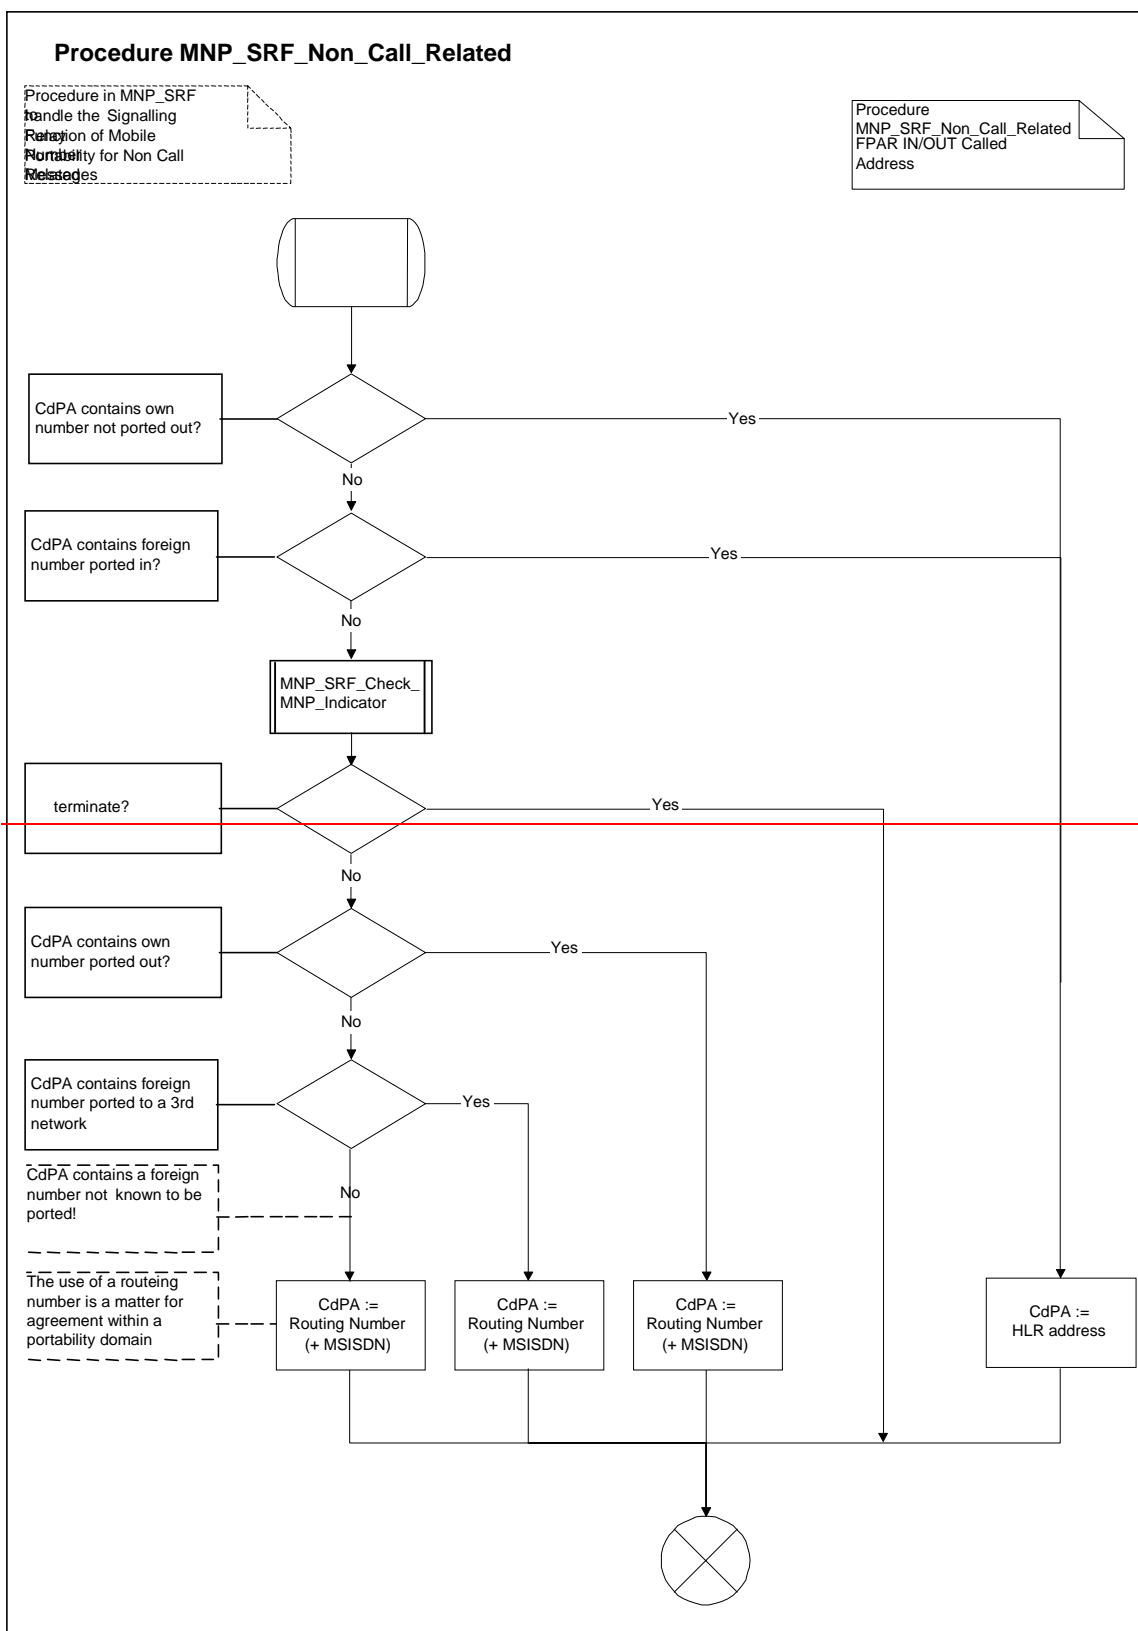 Procedure MNP_SRF_Non_Call_Related
Procedure in MNP_SRF
handle the Signalling
Function of Mobile
Portability for Non Call
Messages
Procedure
MNP_SRF_Non_Call_Related
FPAR IN/OUT Called
Address
CdPA contains own
number not ported out?
Yes
No
CdPA contains foreign
number ported in?
Yes
No
MNP_SRF_Check_
MNP_Indicator
terminate?
Yes
No
CdPA contains own
number ported out?
Yes
No
CdPA contains foreign
number ported to a 3rd
network
Yes
No
CdPA contains a foreign
number not known to be
ported!
The use of a routeing
number is a matter for
agreement within a
portability domain
CdPA :=
Routing Number
(+ MSISDN)
CdPA :=
Routing Number
(+ MSISDN)
CdPA :=
Routing Number
(+ MSISDN)
CdPA :=
HLR address